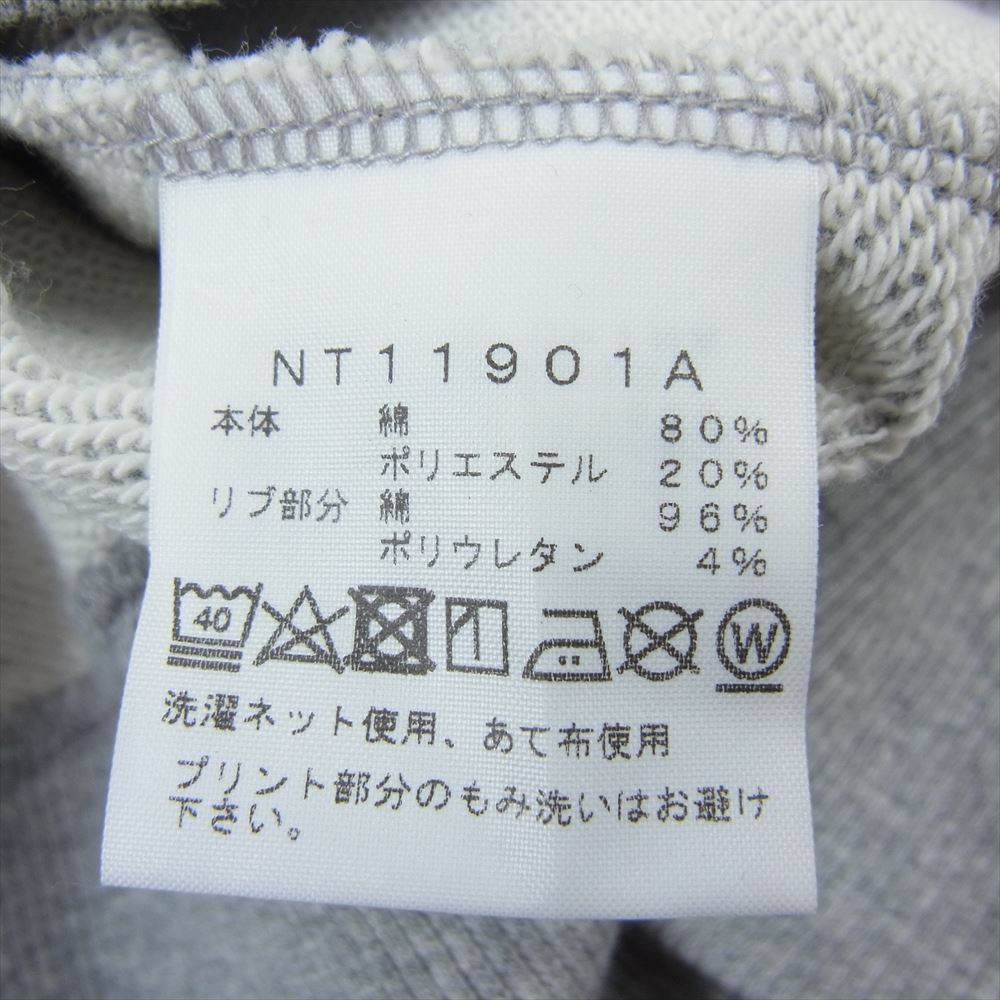 NT11901A
本体 綿 80%
ポリエステル 20%
リブ部分 綿 96%
ポリウレタン 4%
40 W
洗濯ネット使用、あて布使用
プリント部分のもみ洗いはお避け
下さい。